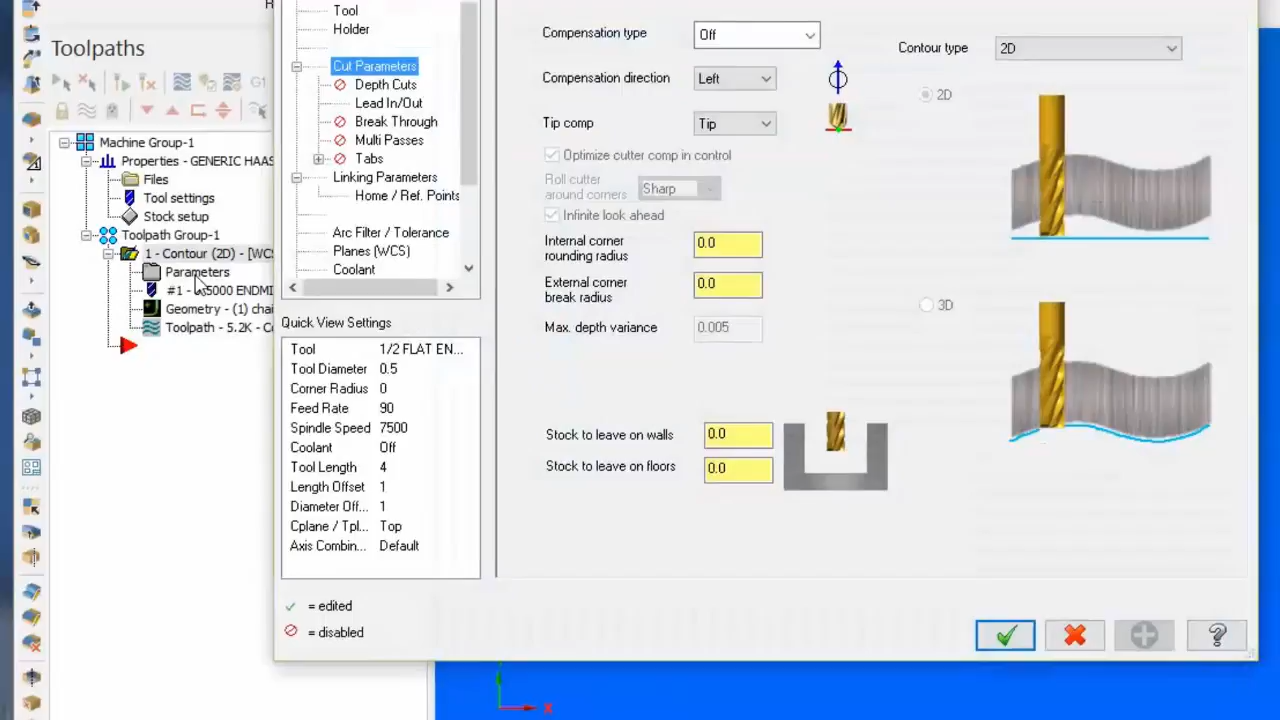 Toolpaths
G1
Machine Group-1
Properties - GENERIC HAAS
Files
Tool settings
Stock setup
Toolpath Group-1
1 - Contour (2D) - [WCS
Parameters
#1 - 5000 ENDMI
Geometry - (1) chai
Toolpath - 5.2K - C
Tool
Holder
Cut Parameters
Depth Cuts
Lead In/Out
Break Through
Multi Passes
Tabs
Linking Parameters
Home / Ref. Points
Arc Filter / Tolerance
Planes (WCS)
Coolant
Quick View Settings
Tool 1/2 FLAT EN...
Tool Diameter 0.5
Corner Radius 0
Feed Rate 90
Spindle Speed 7500
Coolant Off
Tool Length 4
Length Offset 1
Diameter Off... 1
Cplane / Tpl... Top
Axis Combin... Default
= edited
= disabled
Compensation type Off
Compensation direction Left
Tip comp Tip
Optimize cutter comp in control
Roll cutter
around corners Sharp
Infinite look ahead
Internal corner
rounding radius 0.0
External corner
break radius 0.0
Max. depth variance 0.005
Stock to leave on walls 0.0
Stock to leave on floors 0.0
Contour type 2D
2D
3D
X